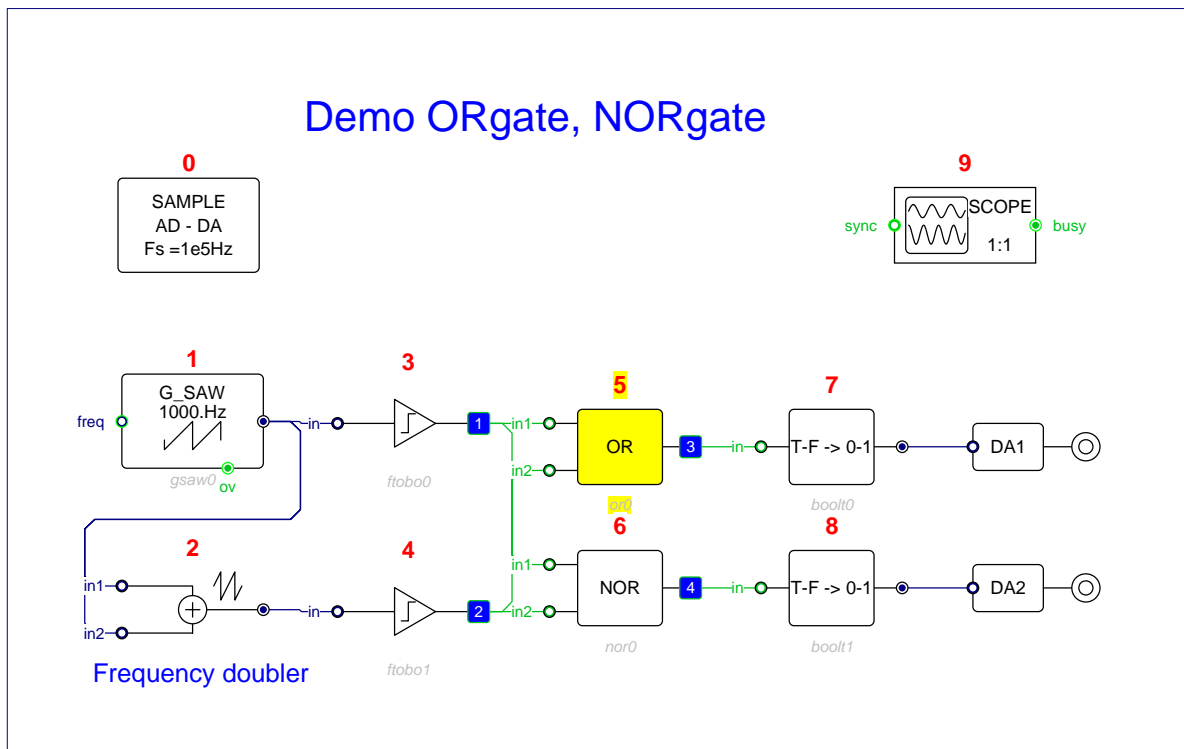 Demo ORgate, NORgate
0
9
SAMPLE
AD - DA
Fs =1e5Hz
sync
SCOPE
1:1
busy
1
3
5
7
freq
G_SAW
1000.Hz
in
1
in1
in2
OR
3
in
T-F -> 0-1
DA1
gsaw0
ov
ftobo0
or0
boolt0
2
4
6
8
in1
in2
in
2
in1
in2
NOR
4
in
T-F -> 0-1
DA2
ftobo1
nor0
boolt1
Frequency doubler